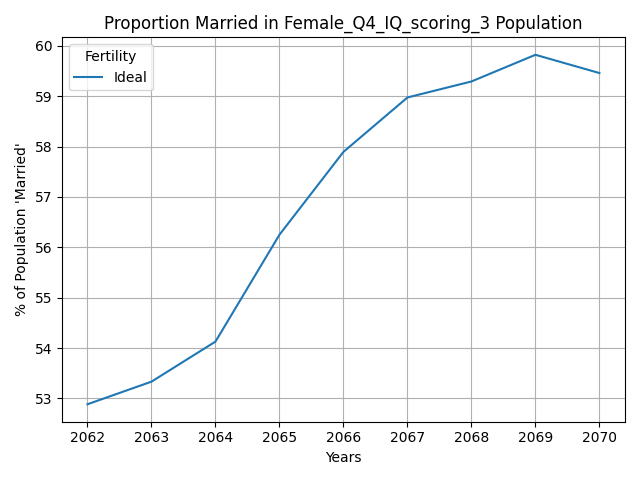 Proportion Married in Female_Q4_IQ_scoring_3 Population
Fertility
Ideal
% of Population 'Married'
60
59
58
57
56
55
54
53
2062 2063 2064 2065 2066 2067 2068 2069 2070
Years